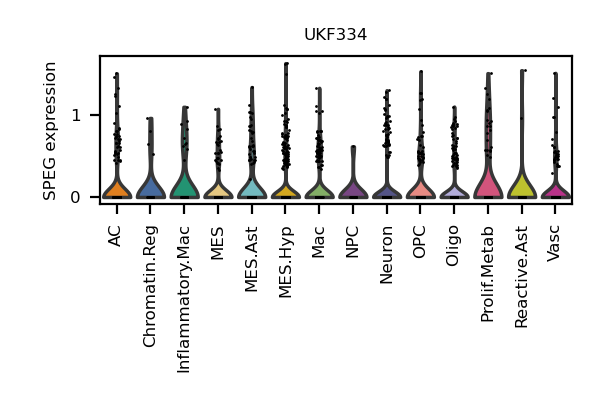 UKF334
SPEG expression
1
0
AC
Chromatin.Reg
Inflammatory.Mac
MES
MES.Ast
MES.Hyp
Mac
NPC
Neuron
OPC
Oligo
Prolif.Metab
Reactive.Ast
Vasc